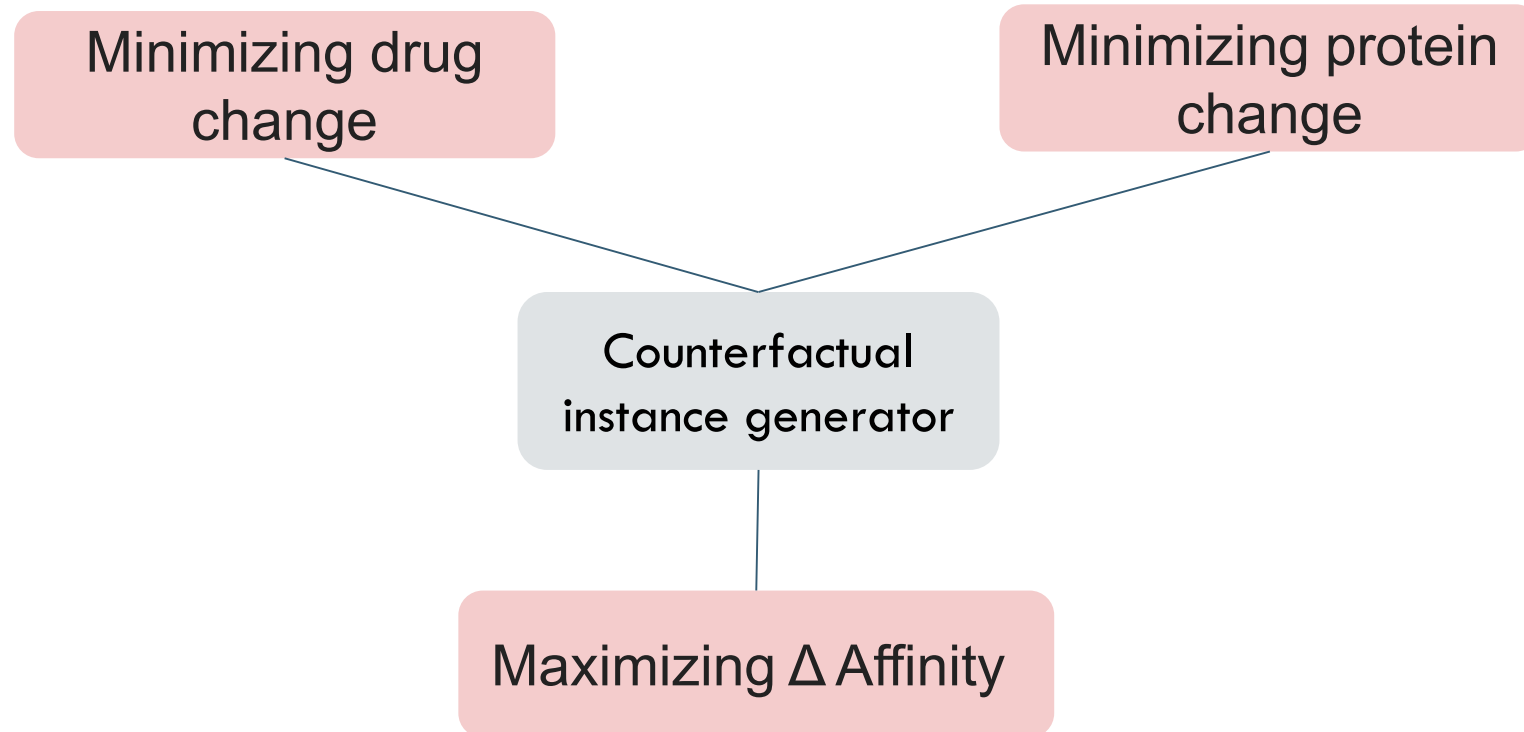 Minimizing drug
change
Minimizing protein
change
Counterfactual
instance generator
Maximizing Δ Affinity